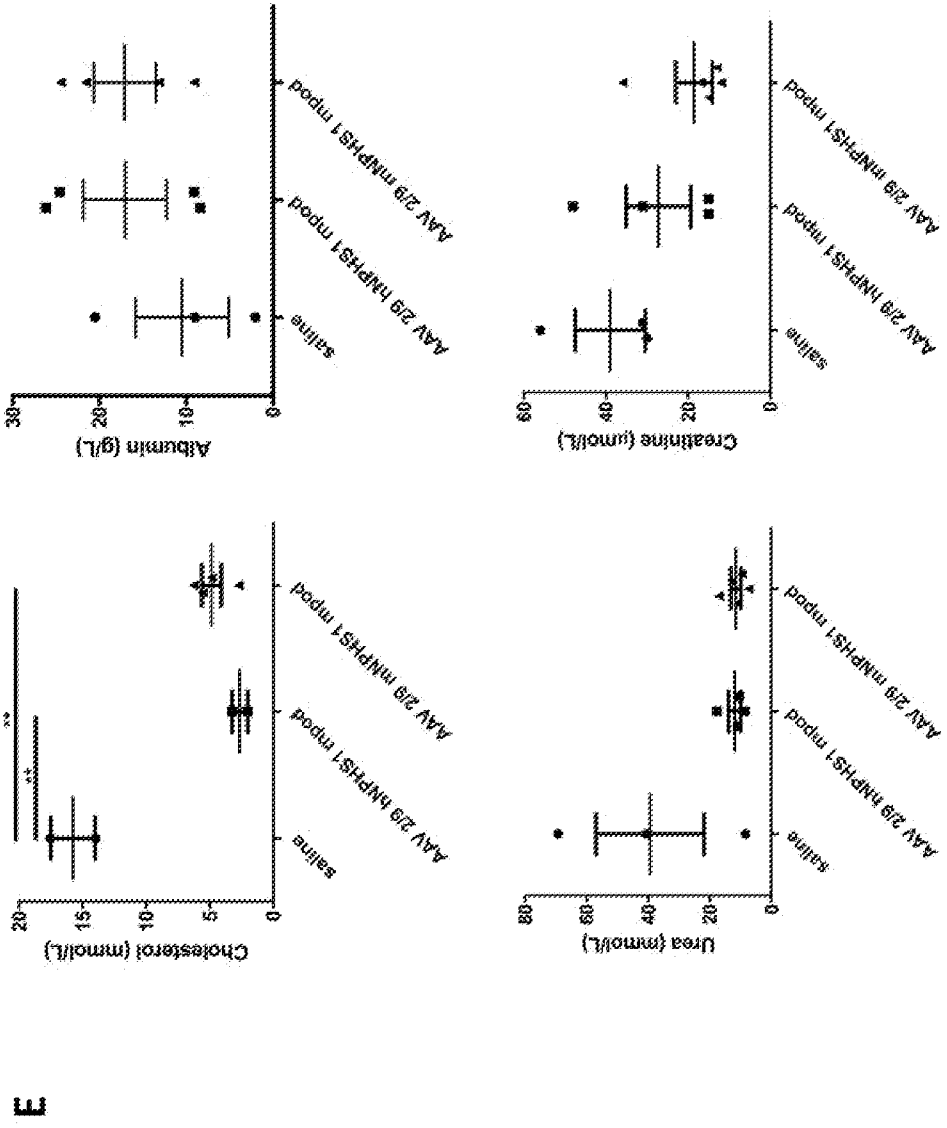 E
Cholesterol (mmol/L)
20
15
10
5
0
**
**
saline
AAV 2/9 hNPHS1 mpod
AAV 2/9 mNPHS1 mpod
Albumin (g/L)
30
20
10
0
saline
AAV 2/9 hNPHS1 mpod
AAV 2/9 mNPHS1 mpod
Urea (mmol/L)
80
60
40
20
0
saline
AAV 2/9 hNPHS1 mpod
AAV 2/9 mNPHS1 mpod
Creatinine (μmol/L)
60
40
20
0
saline
AAV 2/9 hNPHS1 mpod
AAV 2/9 mNPHS1 mpod